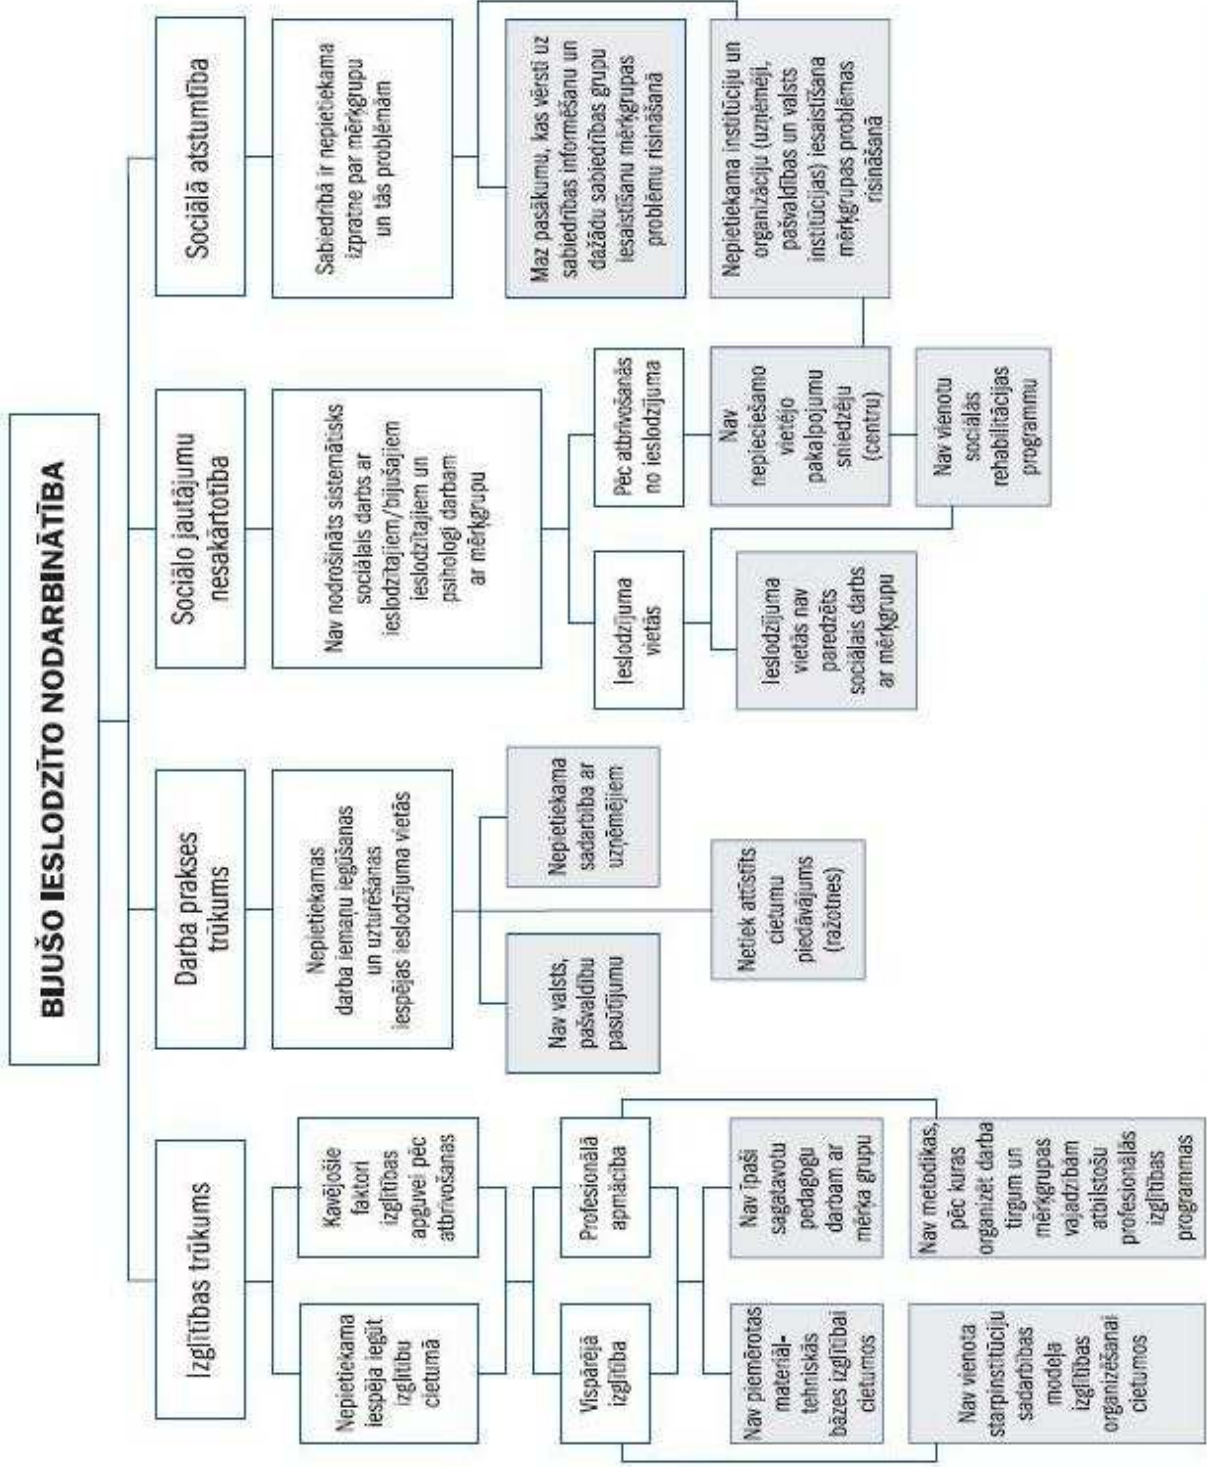 BIJUŠO IESLODZĪTO NODARBINĀTĪBA
Izglītības trūkums
Nepietiekama
iespēja iegūt
izglītību
cietumā
Kavējošie
faktori
izglītības
apguvei pēc
atbrīvošanas
Vispārējā
izglītība
Profesionālā
apmācība
Nav piemērotas
materiāl-
tehniskās
bāzes izglītībai
cietumos
Nav īpaši
sagatavotu
pedagogu
darbam ar
mērķa grupu
Nav vienota
starpinstitūciju
sadarbības
modeļa
izglītības
organizēšanai
cietumos
Nav metodikas,
pēc kuras
organizēt darba
tirgum un
mērķgrupas
vajadzībām
atbilstošu
profesionālās
izglītības
programmas
Darba prakses
trūkums
Nepietiekamas
darba iemaņu iegūšanas
un uzturēšanas
iespējas ieslodzījuma vietās
Nav valsts,
pašvaldību
pasūtījumu
Nepietiekama
sadarbība ar
uzņēmējiem
Netiek attīstīts
cietumu
piedāvājums
(ražotnes)
Sociālo jautājumu
nesakārtotība
Nav nodrošināts sistemātisks
sociālais darbs ar
ieslodzītajiem/bijušajiem
ieslodzītajiem un
psihologi darbam
ar mērķgrupu
Ieslodzījuma
vietās
Pēc atbrīvošanās
no ieslodzījuma
Ieslodzījuma
vietās nav
paredzēts
sociālais darbs
ar mērķgrupu
Nav
nepieciešamo
vietējo
pakalpojumu
sniedzēju
(centru)
Nav vienotu
sociālās
rehabilitācijas
programmu
Sociālā atstumtība
Sabiedrībā ir nepietiekama
izpratne par mērķgrupu
un tās problēmām
Maz pasākumu, kas vērsti uz
sabiedrības informēšanu un
dažādu sabiedrības grupu
iesaistīšanu mērķgrupas
problēmu risināšanā
Nepietiekama institūciju un
organizāciju (uzņēmēji,
pašvaldības un valsts
institūcijas) iesaistīšana
mērķgrupas problēmas
risināšanā